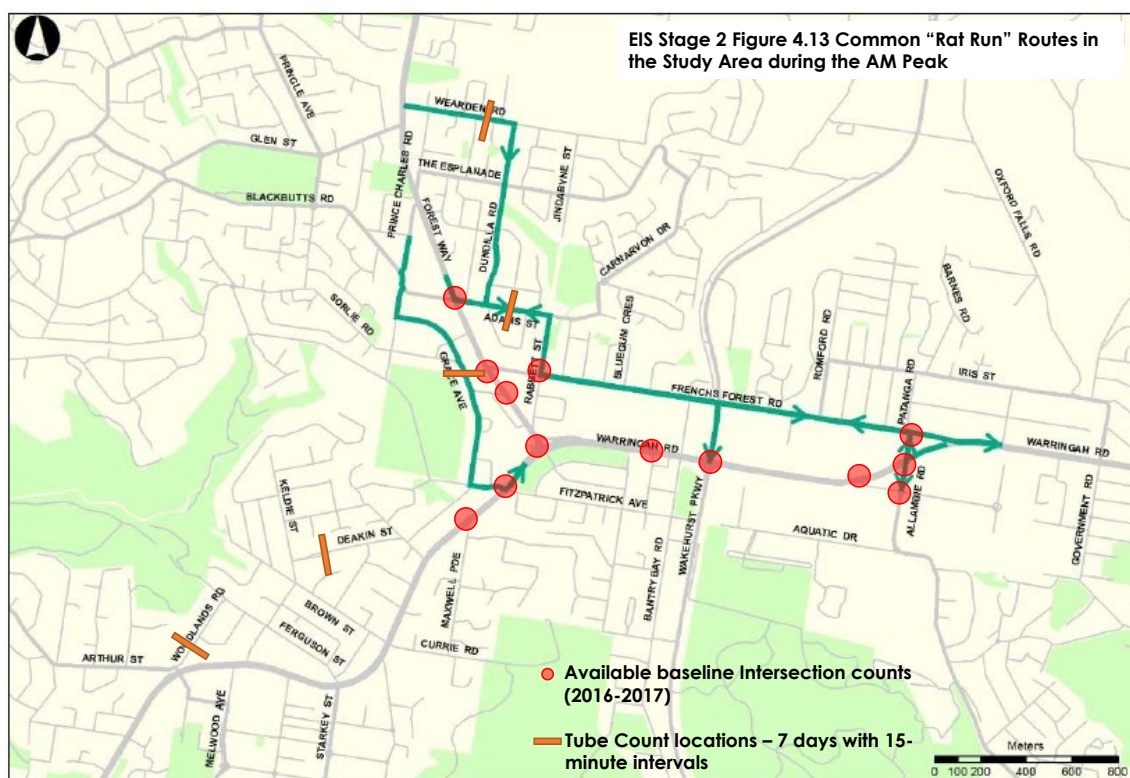 EIS Stage 2 Figure 4.13 Common “Rat Run” Routes in
the Study Area during the AM Peak
PRINGLE AVE
WEARDEN RD
GLEN ST
THE ESPLANADE
JINDABYNE ST
OXFORD FALLS RD
BLACKBUTTS RD
PRINCE CHARLES RD
FOREST WAY
DUNDILLA RD
CARNARVON DR
BARNES RD
SORLIE RD
ADAMS ST
BLUEGUM CRES
ROMFORD RD
GRACE AVE
RABBETT ST
IRIS ST
FRENCHS FOREST RD
PATANGA RD
WARRINGAH RD
WARRINGAH RD
KELDIE ST
FITZPATRICK AVE
WAKEHURST PKWY
ALLAMBIE RD
GOVERNMENT RD
DEAKIN ST
AQUATIC DR
MAXWELL PDE
BANTRY BAY RD
BROWN ST
WOODLANDS RD
FERGUSON ST
CURRIE RD
ARTHUR ST
MELWOOD AVE
STARKEY ST
Available baseline Intersection counts
(2016-2017)
Tube Count locations – 7 days with 15-
minute intervals
Meters
0 100 200 400 600 800